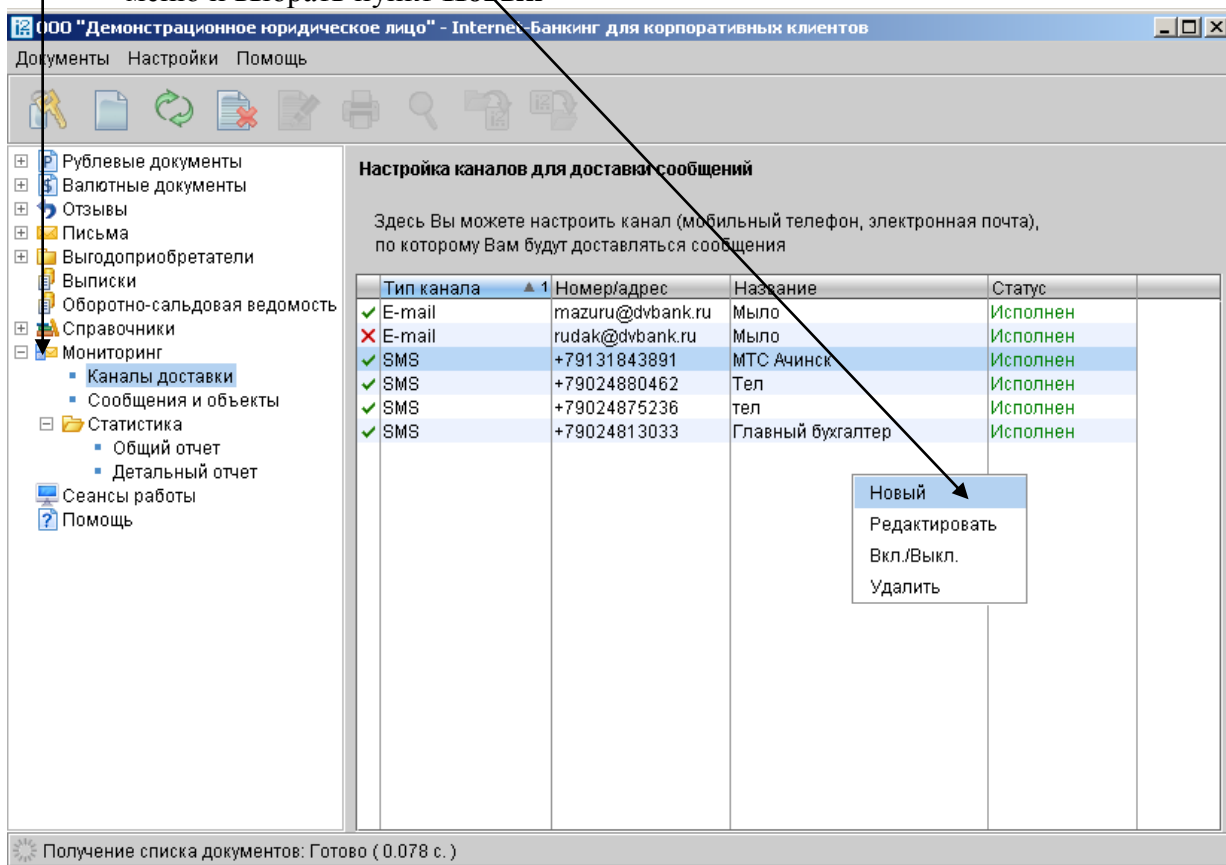 меню и выбрать пункт Новый
ООО "Демонстрационное юридическое лицо" - Internet-Банкинг для корпоративных клиентов
Документы Настройки Помощь
Рублевые документы
Валютные документы
Отзывы
Письма
Выгодоприобретатели
Выписки
Оборотно-сальдовая ведомость
Справочники
Мониторинг
Каналы доставки
Сообщения и объекты
Статистика
Общий отчет
Детальный отчет
Сеансы работы
Помощь
Настройка каналов для доставки сообщений
Здесь Вы можете настроить канал (мобильный телефон, электронная почта),
по которому Вам будут доставляться сообщения
Тип канала 1 Номер/адрес Название Статус
E-mail mazuru@dvbank.ru Мыло Исполнен
E-mail rudak@dvbank.ru Мыло Исполнен
SMS +79131843891 МТС Ачинск Исполнен
SMS +79024880462 Тел Исполнен
SMS +79024875236 тел Исполнен
SMS +79024813033 Главный бухгалтер Исполнен
Новый
Редактировать
Вкл./Выкл.
Удалить
Получение списка документов: Готово ( 0.078 с. )